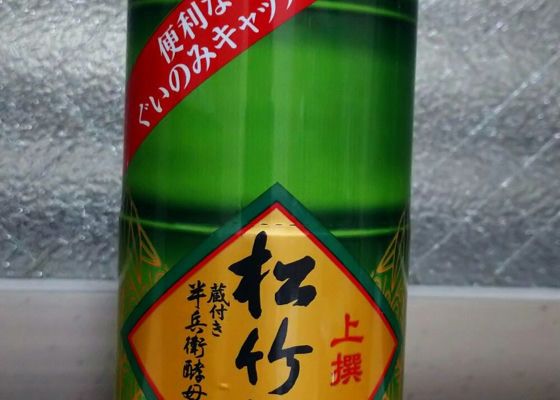 便利な
ぐいのみキャップ
松竹
上撰
蔵付き
半兵衛酵母